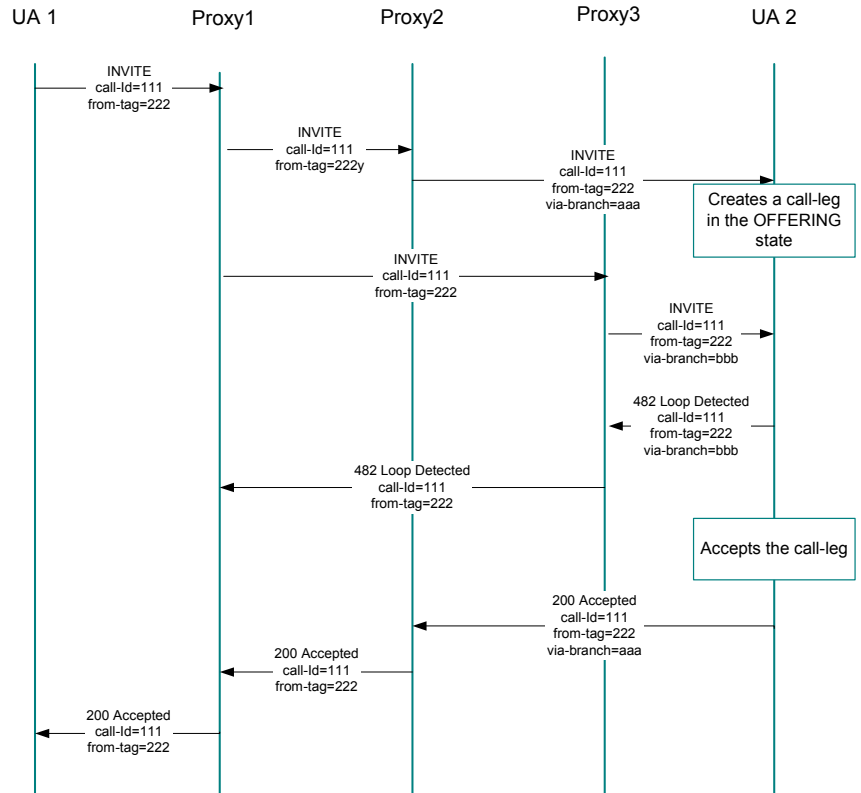 UA 1
Proxy1
Proxy2
Proxy3
UA 2
INVITE
call-Id=111
from-tag=222
INVITE
call-Id=111
from-tag=222y
INVITE
call-Id=111
from-tag=222
via-branch=aaa
Creates a call-leg
in the OFFERING
state
INVITE
call-Id=111
from-tag=222
INVITE
call-Id=111
from-tag=222
via-branch=bbb
482 Loop Detected
call-Id=111
from-tag=222
via-branch=bbb
482 Loop Detected
call-Id=111
from-tag=222
Accepts the call-leg
200 Accepted
call-Id=111
from-tag=222
via-branch=aaa
200 Accepted
call-Id=111
from-tag=222
200 Accepted
call-Id=111
from-tag=222